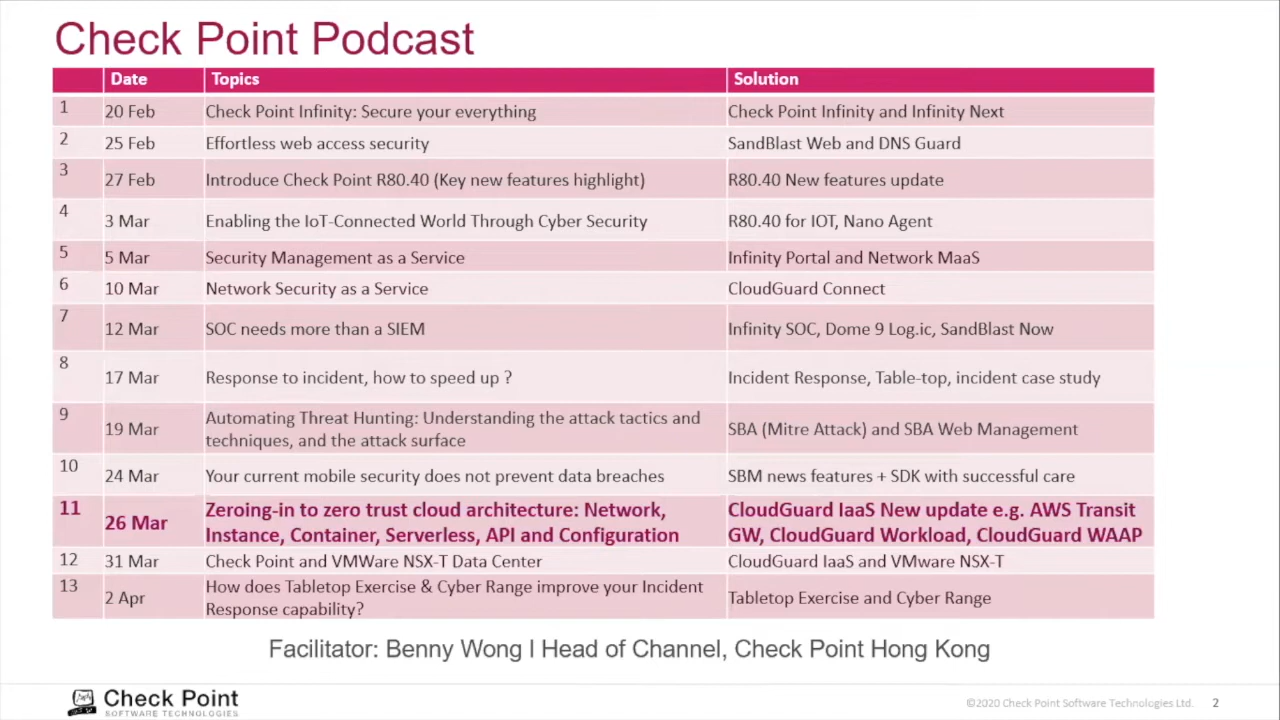 Check Point Podcast
Date Topics Solution
1 20 Feb Check Point Infinity: Secure your everything Check Point Infinity and Infinity Next
2 25 Feb Effortless web access security SandBlast Web and DNS Guard
3 27 Feb Introduce Check Point R80.40 (Key new features highlight) R80.40 New features update
4 3 Mar Enabling the IoT-Connected World Through Cyber Security R80.40 for IOT, Nano Agent
5 5 Mar Security Management as a Service Infinity Portal and Network MaaS
6 10 Mar Network Security as a Service CloudGuard Connect
7 12 Mar SOC needs more than a SIEM Infinity SOC, Dome 9 Log.ic, SandBlast Now
8 17 Mar Response to incident, how to speed up ? Incident Response, Table-top, incident case study
9 19 Mar Automating Threat Hunting: Understanding the attack tactics and
techniques, and the attack surface SBA (Mitre Attack) and SBA Web Management
10 24 Mar Your current mobile security does not prevent data breaches SBM news features + SDK with successful care
11 26 Mar Zeroing-in to zero trust cloud architecture: Network, CloudGuard IaaS New update e.g. AWS Transit
Instance, Container, Serverless, API and Configuration GW, CloudGuard Workload, CloudGuard WAAP
12 31 Mar Check Point and VMWare NSX-T Data Center CloudGuard IaaS and VMware NSX-T
13 2 Apr How does Tabletop Exercise & Cyber Range improve your Incident
Response capability? Tabletop Exercise and Cyber Range
Facilitator: Benny Wong I Head of Channel, Check Point Hong Kong
Check Point
SOFTWARE TECHNOLOGIES
©2020 Check Point Software Technologies Ltd. 2